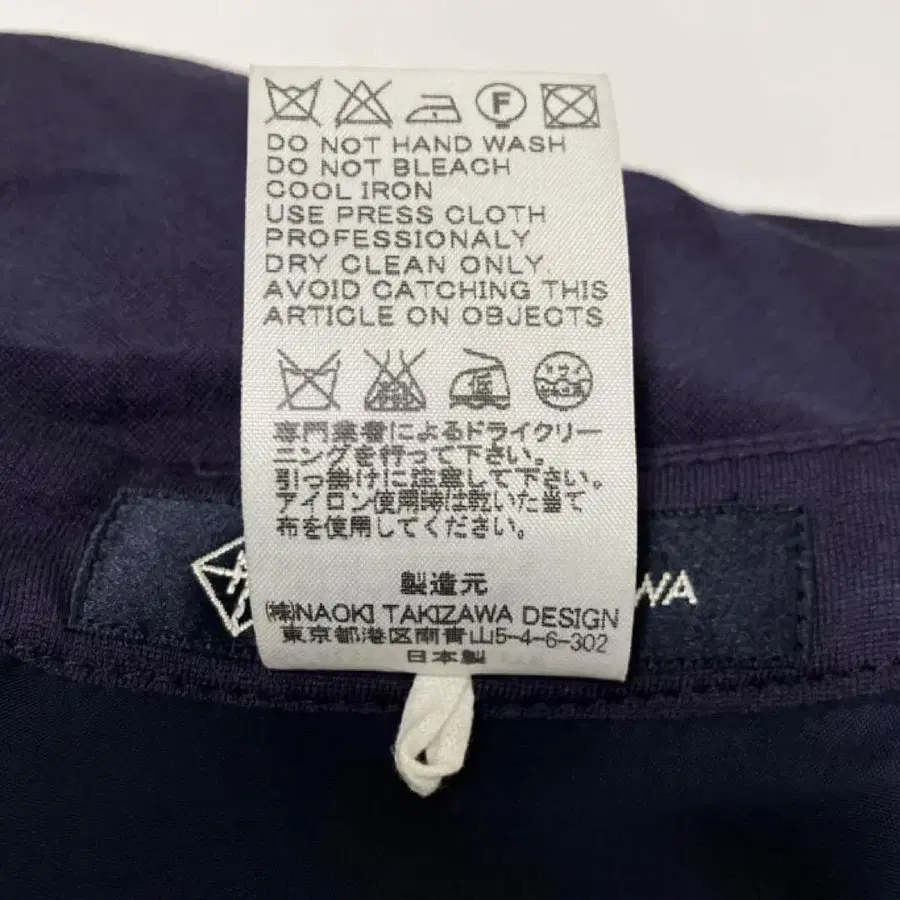 F
DO NOT HAND WASH
DO NOT BLEACH
COOL IRON
USE PRESS CLOTH
PROFESSIONALY
DRY CLEAN ONLY.
AVOID CATCHING THIS
ARTICLE ON OBJECTS
低
ドライ
専門業者によるドライクリー
ニングを行って下さい。
引っ掛けに注意して下さい。
アイロン使用時は乾いた当て
布を使用してください。
製造元
㈱NAOKI TAKIZAWA DESIGN
WA
東京都港区南青山5-4-6-302
日本製